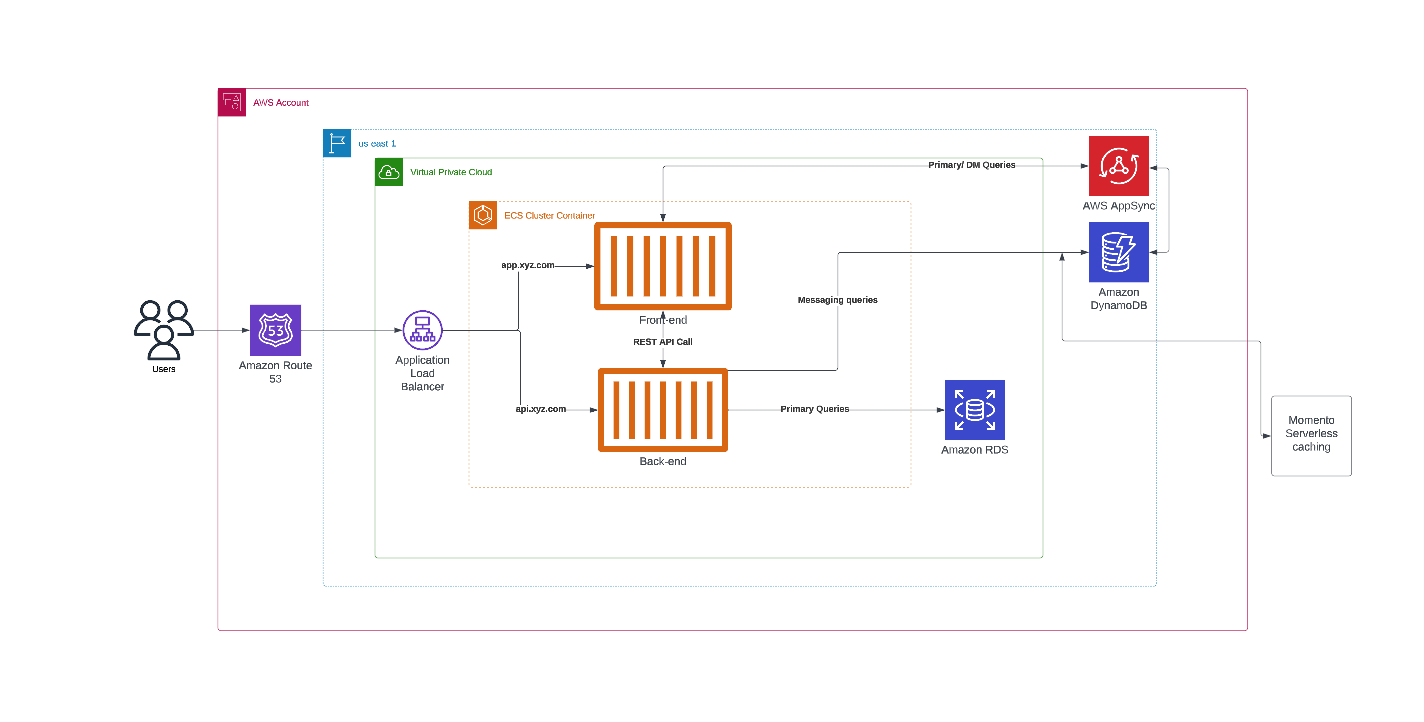 AWS Account
us east 1
Virtual Private Cloud
Primary/ DM Queries
AWS AppSync
ECS Cluster Container
app.xyz.com
Amazon
DynamoDB
Messaging queries
Front-end
53
Users
Amazon Route
53
Application
Load
Balancer
REST API Call
api.xyz.com
Primary Queries
Back-end
Amazon RDS
Momento
Serverless
caching